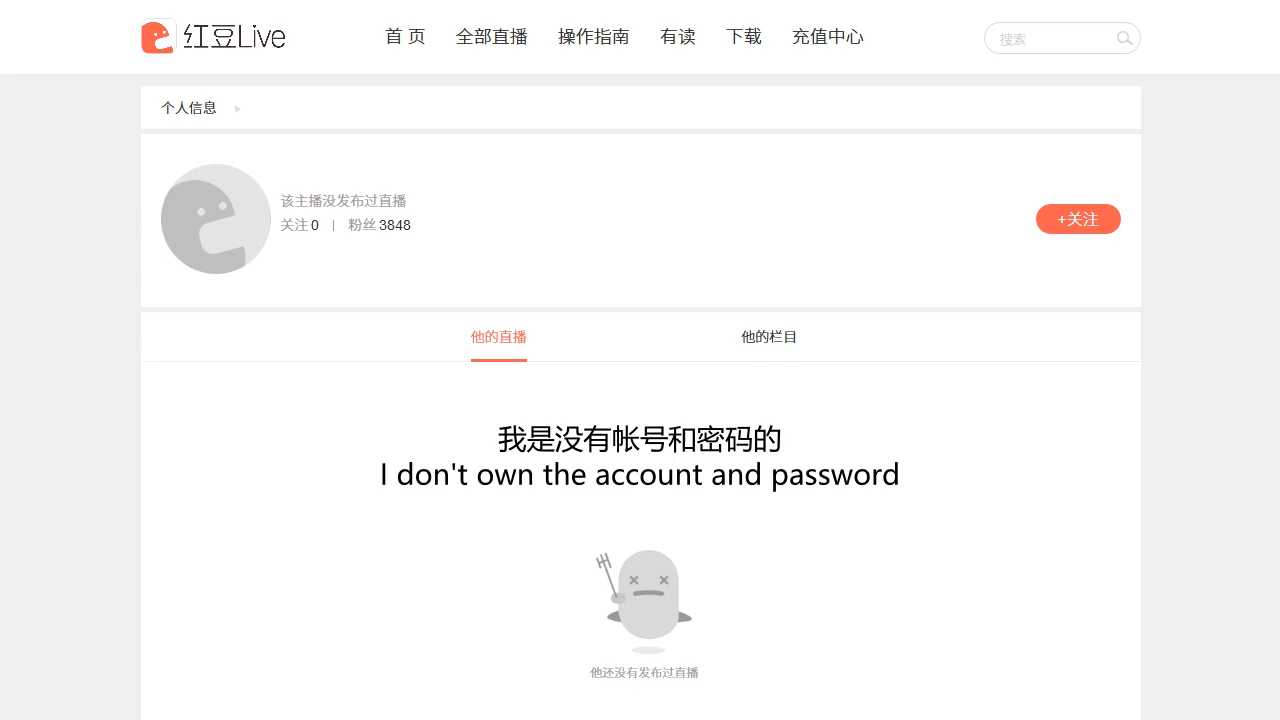 红豆Live
首 页
全部直播
操作指南
有读
下载
充值中心
搜索
个人信息
该主播没发布过直播
关注 0 | 粉丝 3848
+关注
他的直播
他的栏目
我是没有帐号和密码的
I don't own the account and password
他还没有发布过直播